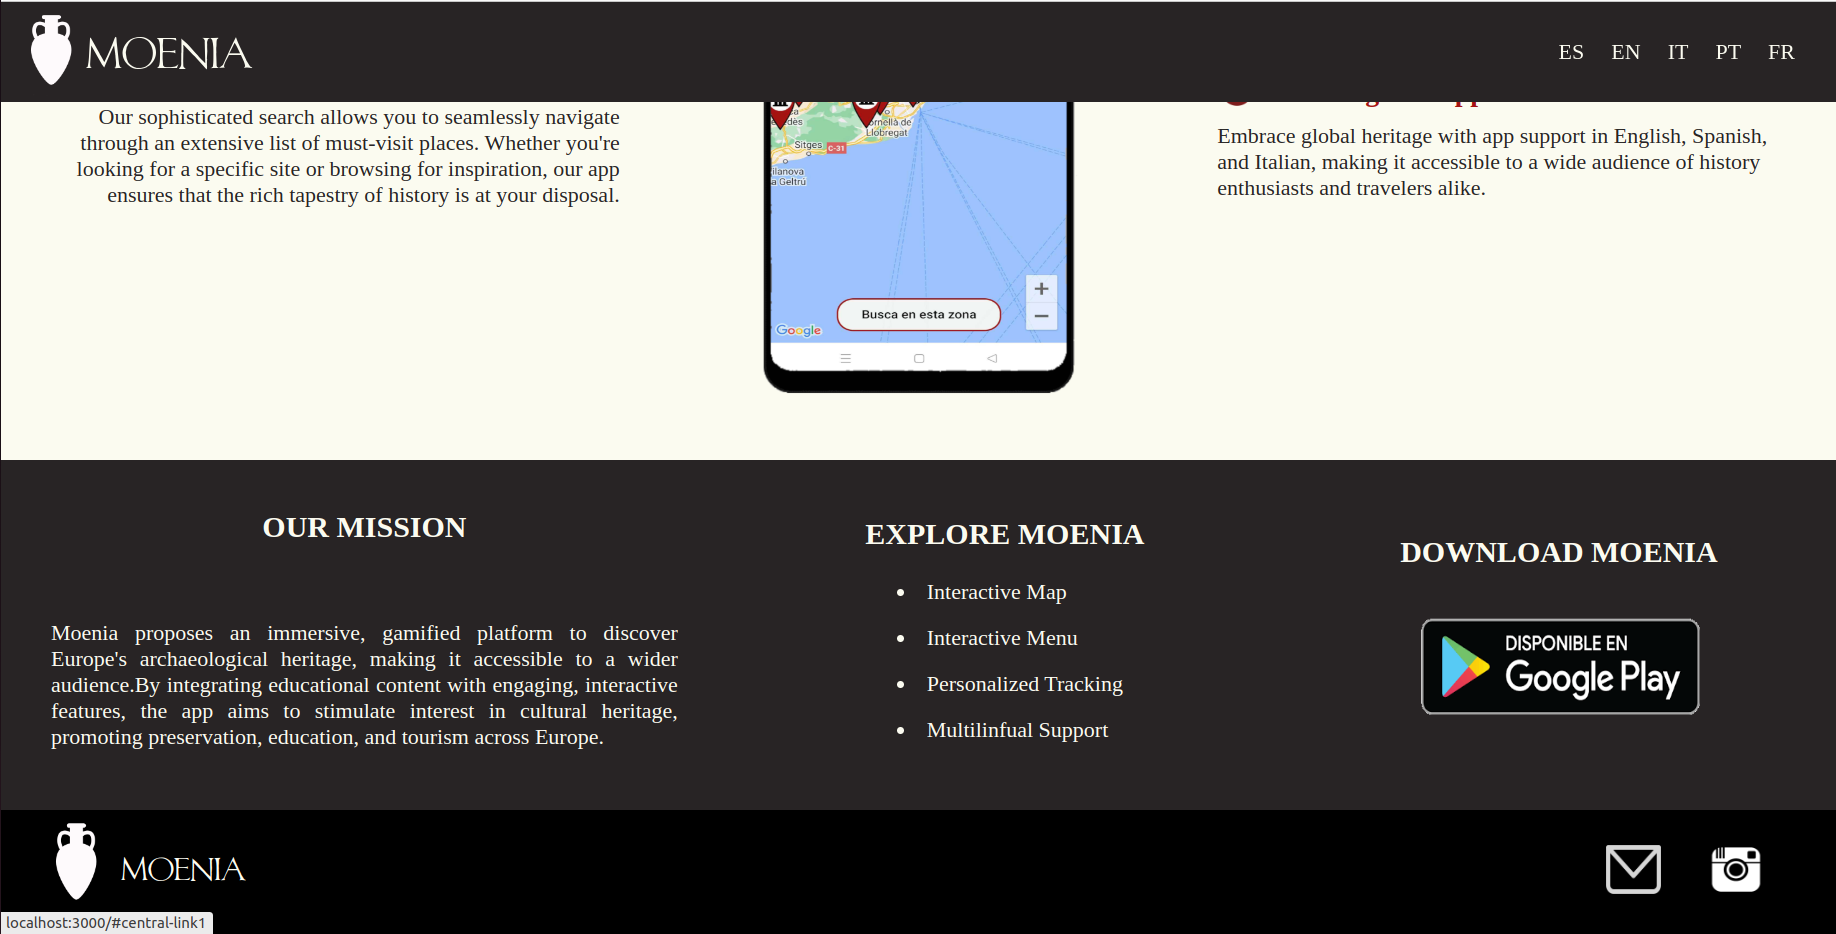 MOENIA
ES EN IT PT FR
Our sophisticated search allows you to seamlessly navigate
through an extensive list of must-visit places. Whether you're
looking for a specific site or browsing for inspiration, our app
ensures that the rich tapestry of history is at your disposal.
Llobregat
Sitges
C-31
a Geltrú
Busca en esta zona
Google
Embrace global heritage with app support in English, Spanish,
and Italian, making it accessible to a wide audience of history
enthusiasts and travelers alike.
OUR MISSION
Moenia proposes an immersive, gamified platform to discover
Europe's archaeological heritage, making it accessible to a wider
audience.By integrating educational content with engaging, interactive
features, the app aims to stimulate interest in cultural heritage,
promoting preservation, education, and tourism across Europe.
EXPLORE MOENIA
• Interactive Map
• Interactive Menu
• Personalized Tracking
• Multilinfual Support
DOWNLOAD MOENIA
DISPONIBLE EN
Google Play
MOENIA
localhost:3000/#central-link1